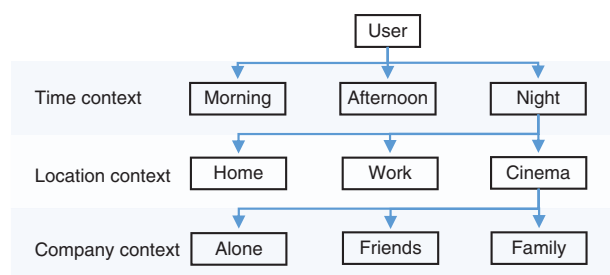 User
Time context Morning Afternoon Night
Location context Home Work Cinema
Company context Alone Friends Family